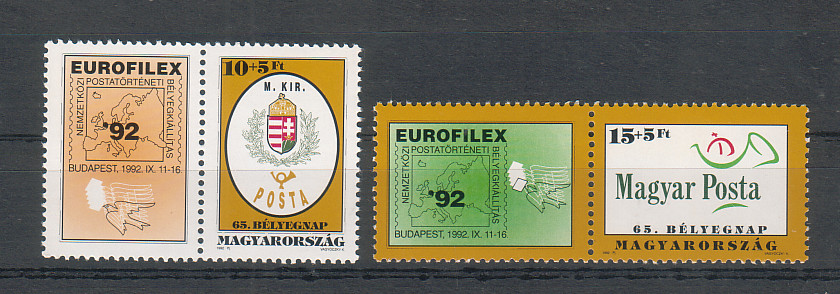 EUROFILEX
NEMZETKÖZI
POSTATÖRTÉNETI
BÉLYEGKIÁLLÍTÁS
'92
BUDAPEST, 1992. IX. 11-16.
10+5 Ft
M. KIR.
POSTA
65. BÉLYEGNAP
MAGYARORSZÁG
EUROFILEX
NEMZETKÖZI
POSTATÖRTÉNETI
BÉLYEGKIÁLLÍTÁS
'92
BUDAPEST, 1992. IX. 11-16.
15+5 Ft
Magyar Posta
65. BÉLYEGNAP
MAGYARORSZÁG